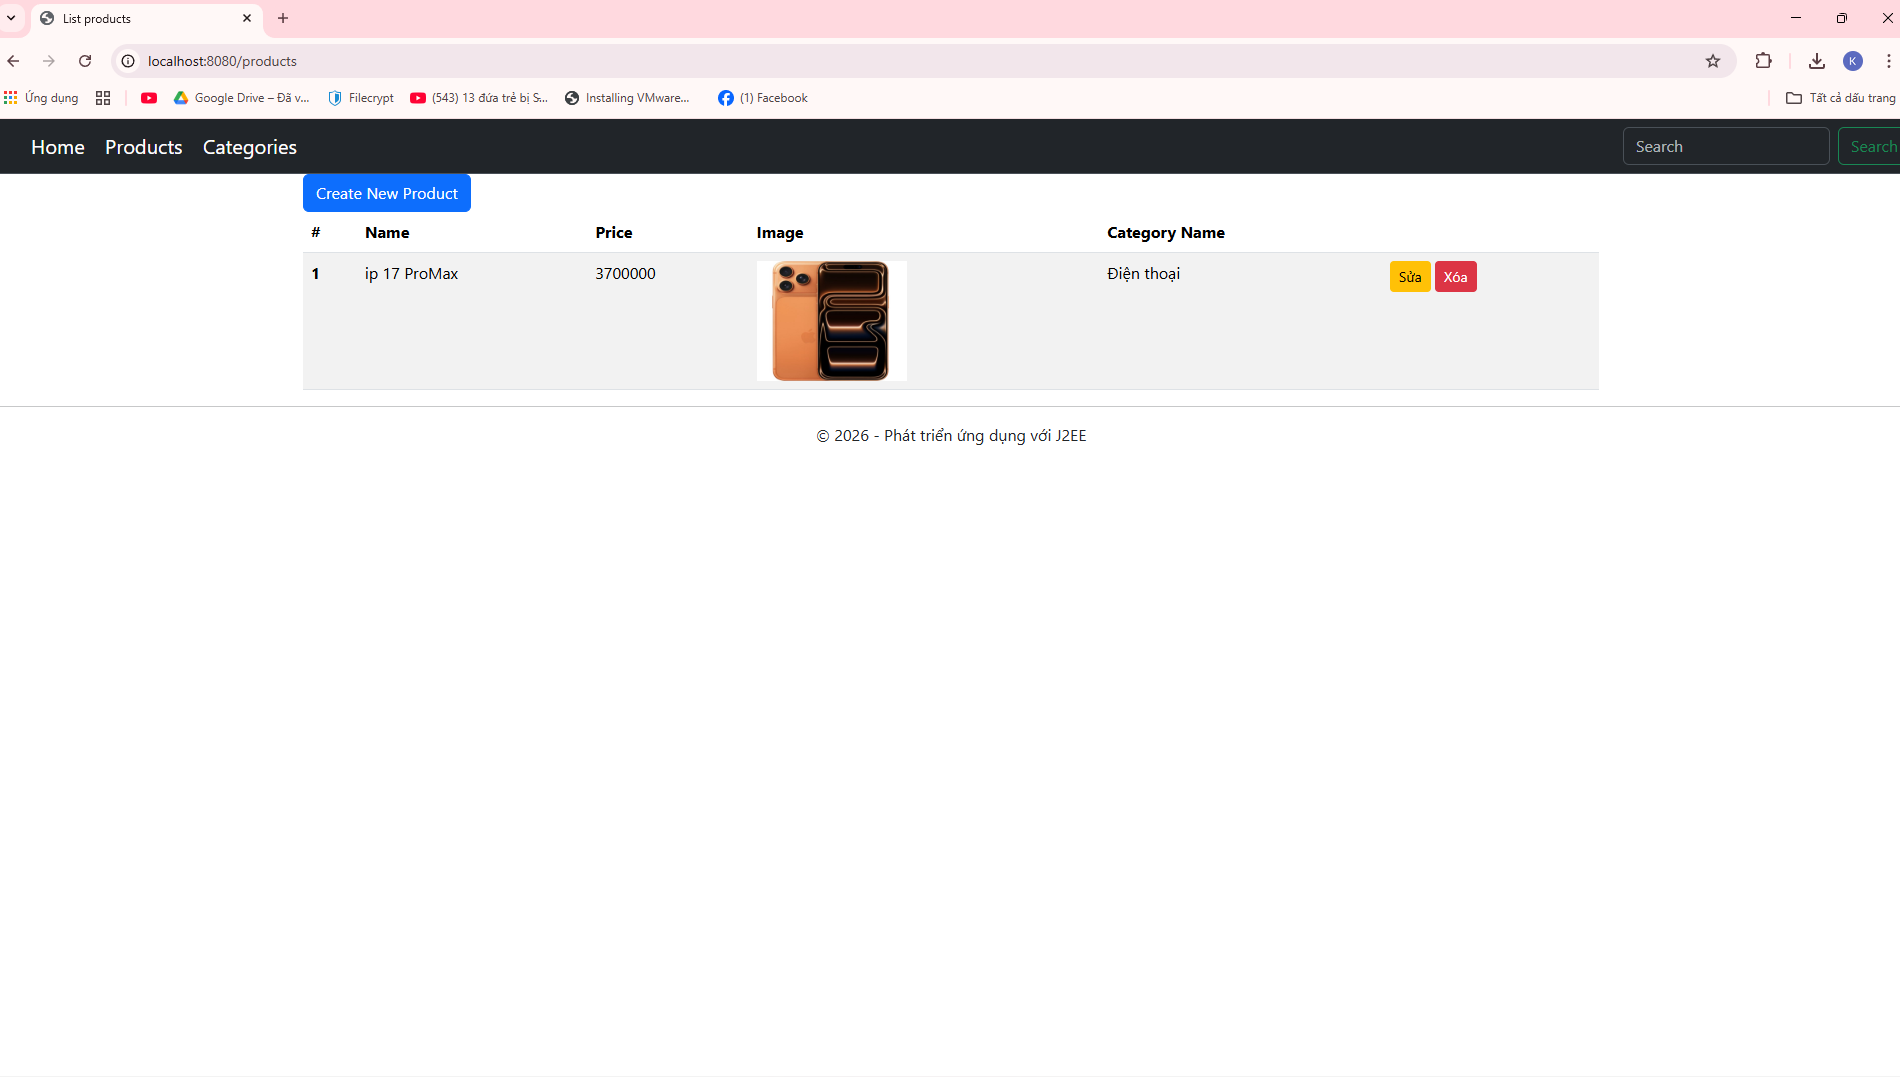 List products
localhost:8080/products
Ứng dụng
Google Drive – Đã v...
Filecrypt
(543) 13 đứa trẻ bị S...
Installing VMware...
(1) Facebook
Tất cả dấu trang
K
Home Products Categories
Search
Search
Create New Product
# Name Price Image Category Name
1 ip 17 ProMax 3700000 Điện thoại Sửa Xóa
© 2026 - Phát triển ứng dụng với J2EE